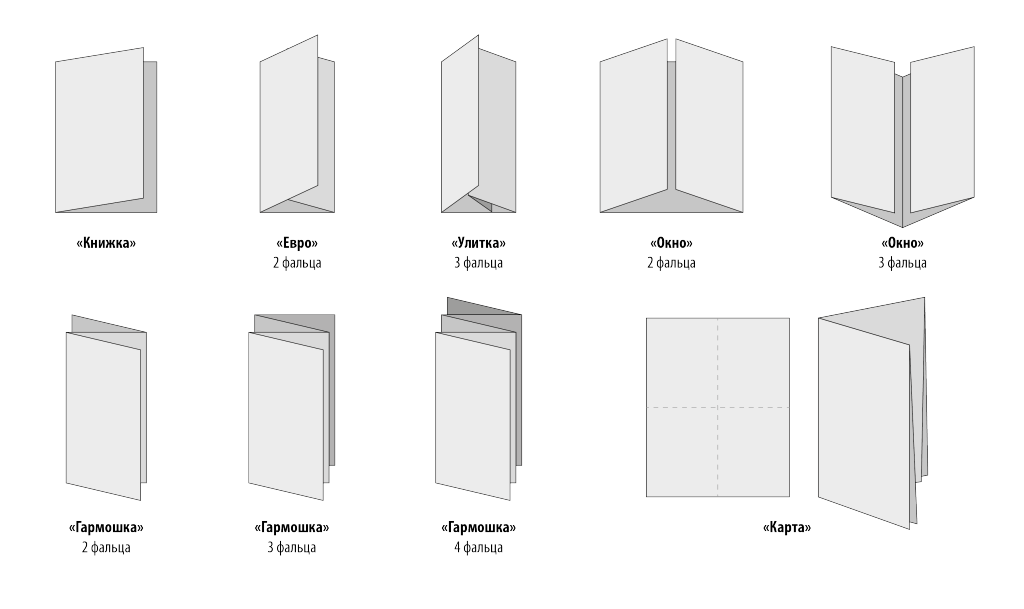 «Книжка»
«Евро»
2 фальца
«Улитка»
3 фальца
«Окно»
2 фальца
«Окно»
3 фальца
«Гармошка»
2 фальца
«Гармошка»
3 фальца
«Гармошка»
4 фальца
«Карта»